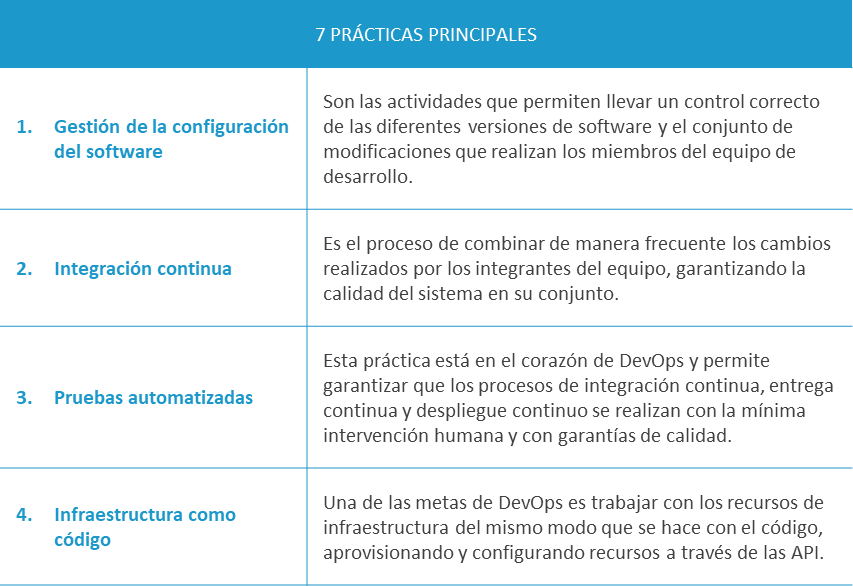 7 PRÁCTICAS PRINCIPALES
1. Gestión de la configuración
del software
Son las actividades que permiten llevar un control correcto
de las diferentes versiones de software y el conjunto de
modificaciones que realizan los miembros del equipo de
desarrollo.
2. Integración continua
Es el proceso de combinar de manera frecuente los cambios
realizados por los integrantes del equipo, garantizando la
calidad del sistema en su conjunto.
3. Pruebas automatizadas
Esta práctica está en el corazón de DevOps y permite
garantizar que los procesos de integración continua, entrega
continua y despliegue continuo se realizan con la mínima
intervención humana y con garantías de calidad.
4. Infraestructura como
código
Una de las metas de DevOps es trabajar con los recursos de
infraestructura del mismo modo que se hace con el código,
aprovisionando y configurando recursos a través de las API.